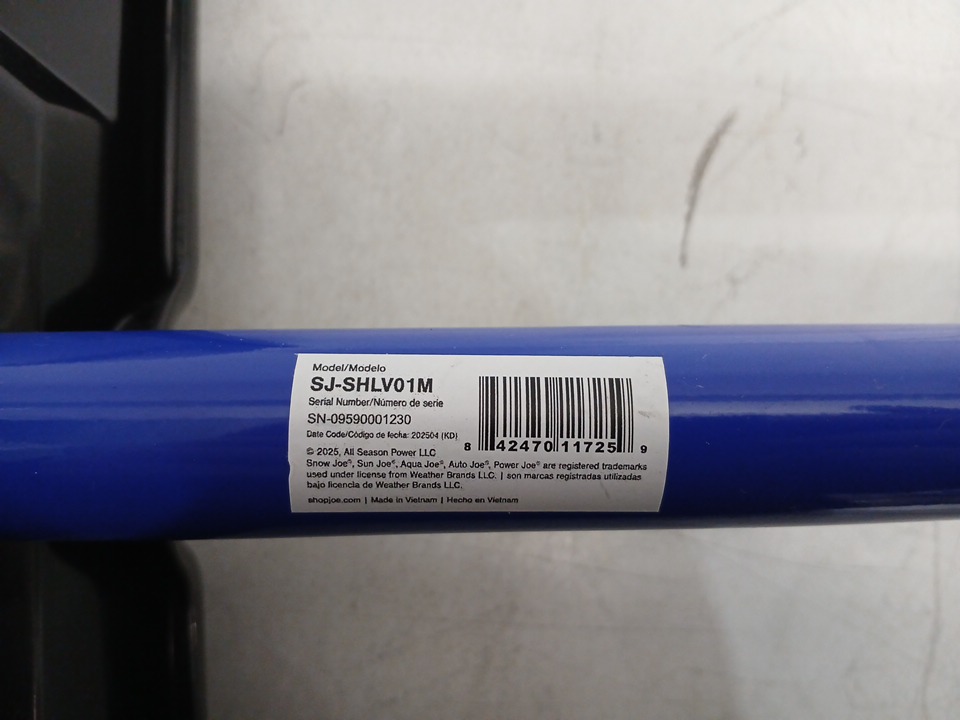 Model/Modelo
SJ-SHLV01M
Serial Number/Número de serie
SN-09590001230
Date Code/Código de fecha: 202504 (KD)
8 42470 11725 9
© 2025, All Season Power LLC
Snow Joe®, Sun Joe®, Aqua Joe®, Auto Joe®, Power Joe® are registered trademarks
used under license from Weather Brands LLC. | son marcas registradas utilizadas
bajo licencia de Weather Brands LLC.
shopjoe.com | Made in Vietnam | Hecho en Vietnam